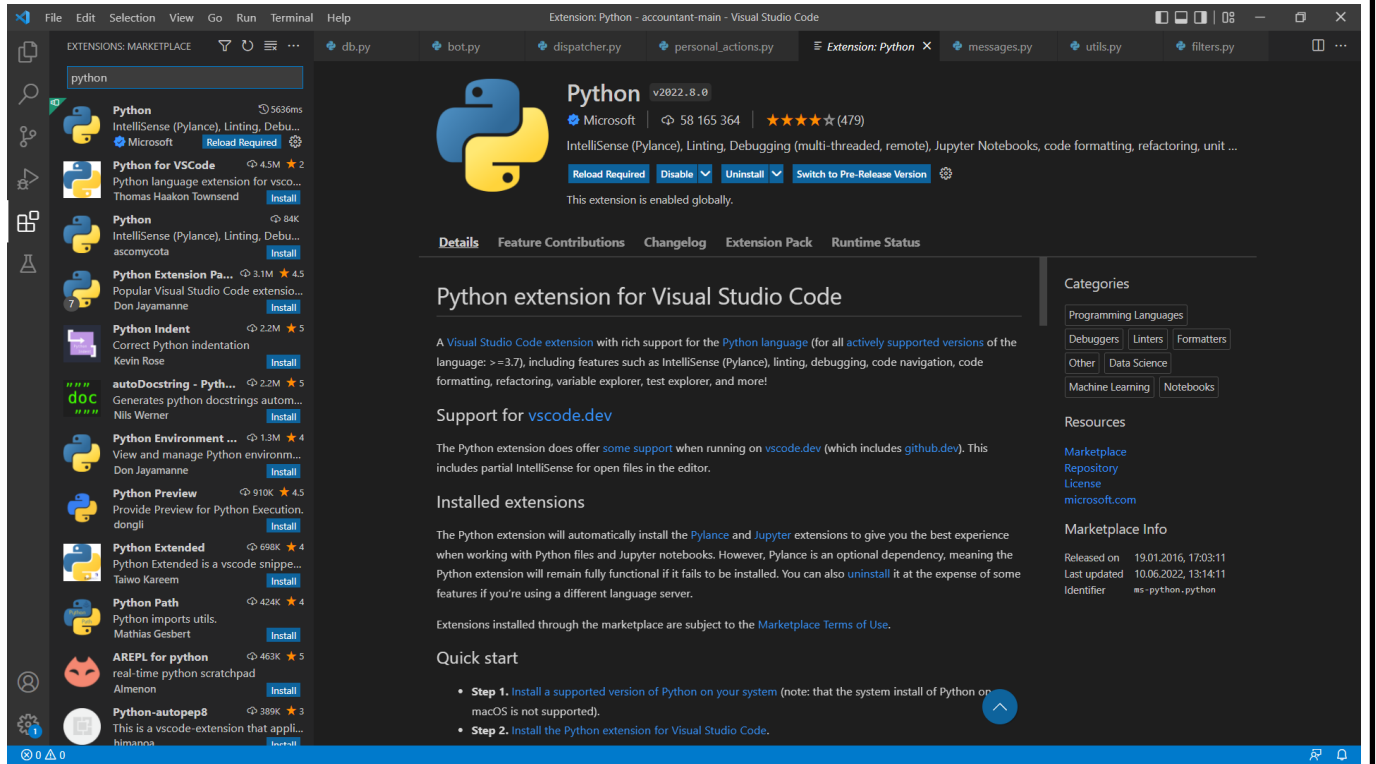 File Edit Selection View Go Run Terminal Help
Extension: Python - accountant-main - Visual Studio Code
EXTENSIONS: MARKETPLACE
db.py
bot.py
dispatcher.py
personal_actions.py
Extension: Python
messages.py
utils.py
filters.py
python
Python 5636ms
IntelliSense (Pylance), Linting, Debu...
Microsoft Reload Required
Python for VSCode 4.5M ★ 2
Python language extension for vsco...
Thomas Haakon Townsend Install
Python 84K
IntelliSense (Pylance), Linting, Debu...
ascomycota Install
7
Python Extension Pa... 3.1M ★ 4.5
Popular Visual Studio Code extensio...
Don Jayamanne Install
Python Indent 2.2M ★ 5
Correct Python indentation
Kevin Rose Install
"""
doc
"""
autoDocstring - Pyth... 2.2M ★ 5
Generates python docstrings autom...
Nils Werner Install
Python Environment ... 1.3M ★ 4
View and manage Python environm...
Don Jayamanne Install
Python Preview 910K ★ 4.5
Provide Preview for Python Execution.
dongli Install
Python Extended 698K ★ 4
Python Extended is a vscode snippe...
Taiwo Kareem Install
Python Path 424K ★ 4
Python imports utils.
Mathias Gesbert Install
AREPL for python 463K ★ 5
real-time python scratchpad
Almenon Install
Python-autopep8 389K ★ 3
This is a vscode-extension that appli...
himanoa Install
Python v2022.8.0
Microsoft 58 165 364 ★★★★☆ (479)
IntelliSense (Pylance), Linting, Debugging (multi-threaded, remote), Jupyter Notebooks, code formatting, refactoring, unit ...
Reload Required Disable Uninstall Switch to Pre-Release Version
This extension is enabled globally.
Details Feature Contributions Changelog Extension Pack Runtime Status
Python extension for Visual Studio Code
A Visual Studio Code extension with rich support for the Python language (for all actively supported versions of the
language: >=3.7), including features such as IntelliSense (Pylance), linting, debugging, code navigation, code
formatting, refactoring, variable explorer, test explorer, and more!
Support for vscode.dev
The Python extension does offer some support when running on vscode.dev (which includes github.dev). This
includes partial IntelliSense for open files in the editor.
Installed extensions
The Python extension will automatically install the Pylance and Jupyter extensions to give you the best experience
when working with Python files and Jupyter notebooks. However, Pylance is an optional dependency, meaning the
Python extension will remain fully functional if it fails to be installed. You can also uninstall it at the expense of some
features if you're using a different language server.
Extensions installed through the marketplace are subject to the Marketplace Terms of Use.
Quick start
• Step 1. Install a supported version of Python on your system (note: that the system install of Python on
macOS is not supported).
• Step 2. Install the Python extension for Visual Studio Code.
Categories
Programming Languages
Debuggers Linters Formatters
Other Data Science
Machine Learning Notebooks
Resources
Marketplace
Repository
License
microsoft.com
Marketplace Info
Released on 19.01.2016, 17:03:11
Last updated 10.06.2022, 13:14:11
Identifier ms-python.python
1
0 0